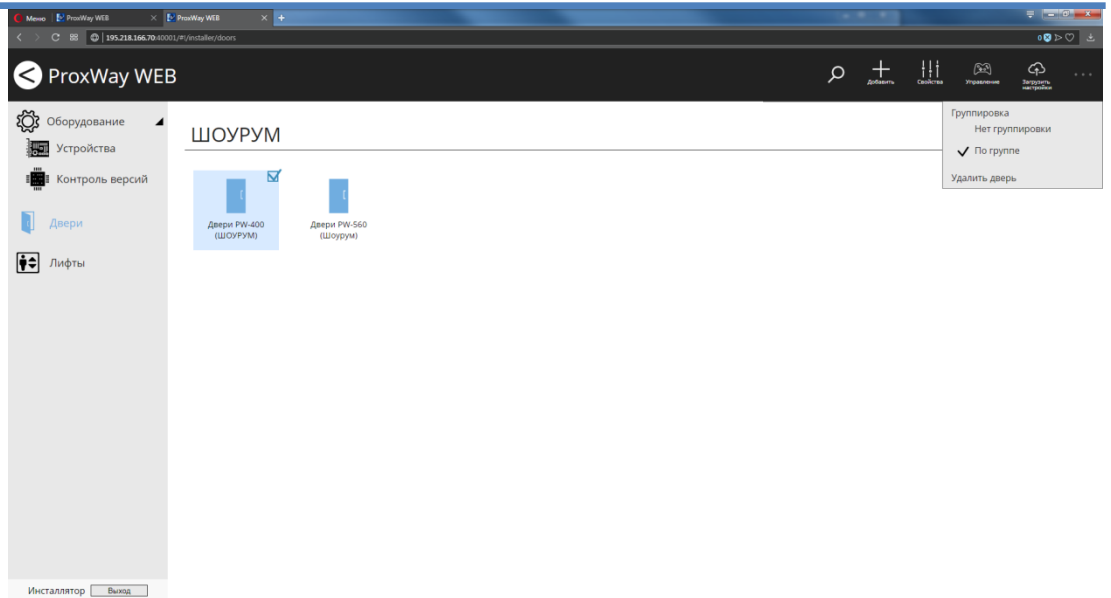 Меню
ProxWay WEB
ProxWay WEB
195.218.166.70:40001/#!/installer/doors
0
ProxWay WEB
Добавить
Свойства
Управление
Загрузить
настройки
Оборудование
Устройства
Контроль версий
Двери
Лифты
ШОУРУМ
Двери PW-400
(ШОУРУМ)
Двери PW-560
(Шоурум)
Группировка
Нет группировки
По группе
Удалить дверь
Инсталлятор
Выход